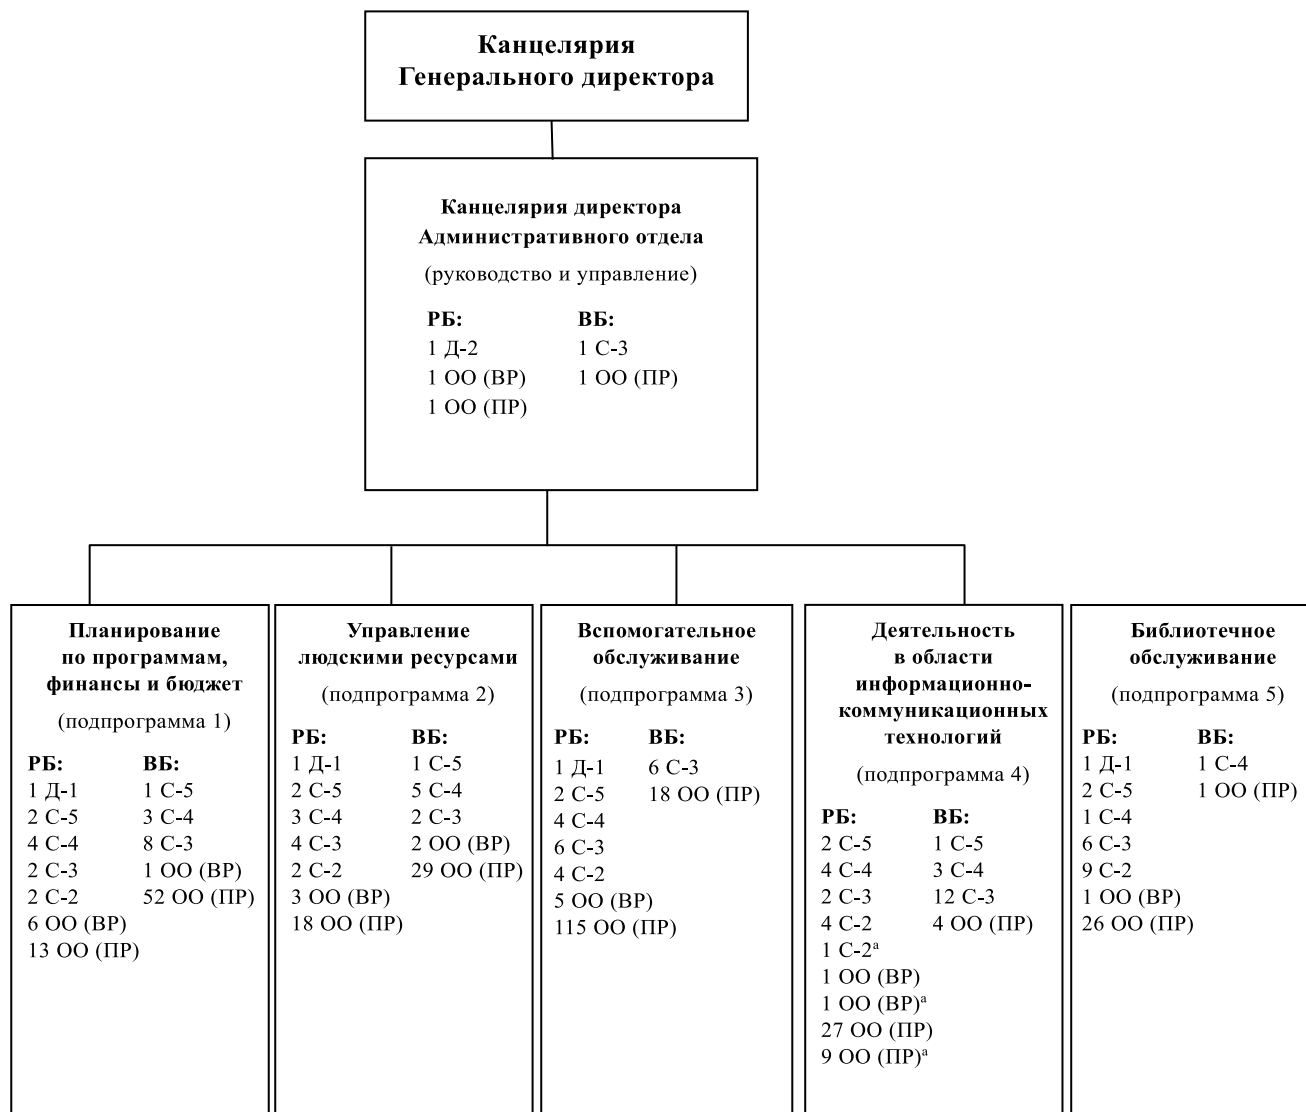 Канцелярия
Генерального директора
Канцелярия директора
Административного отдела
(руководство и управление)
РБ:
1 Д-2
1 ОО (ВР)
1 ОО (ПР)
ВБ:
1 С-3
1 ОО (ПР)
Планирование
по программам,
финансы и бюджет
(подпрограмма 1)
РБ:
1 Д-1
2 С-5
4 С-4
2 С-3
2 С-2
6 ОО (ВР)
13 ОО (ПР)
ВБ:
1 С-5
3 С-4
8 С-3
1 ОО (ВР)
52 ОО (ПР)
Управление
людскими ресурсами
(подпрограмма 2)
РБ:
1 Д-1
2 С-5
3 С-4
4 С-3
2 С-2
3 ОО (ВР)
18 ОО (ПР)
ВБ:
1 С-5
5 С-4
2 С-3
2 ОО (ВР)
29 ОО (ПР)
Вспомогательное
обслуживание
(подпрограмма 3)
РБ:
1 Д-1
2 С-5
4 С-4
6 С-3
4 С-2
5 ОО (ВР)
115 ОО (ПР)
ВБ:
6 С-3
18 ОО (ПР)
Деятельность
в области
информационно-
коммуникационных
технологий
(подпрограмма 4)
РБ:
2 С-5
4 С-4
2 С-3
4 С-2
1 С-2ᵃ
1 ОО (ВР)
1 ОО (ВР)ᵃ
27 ОО (ПР)
9 ОО (ПР)ᵃ
ВБ:
1 С-5
3 С-4
12 С-3
4 ОО (ПР)
Библиотечное
обслуживание
(подпрограмма 5)
РБ:
1 Д-1
2 С-5
1 С-4
6 С-3
9 С-2
1 ОО (ВР)
26 ОО (ПР)
ВБ:
1 С-4
1 ОО (ПР)